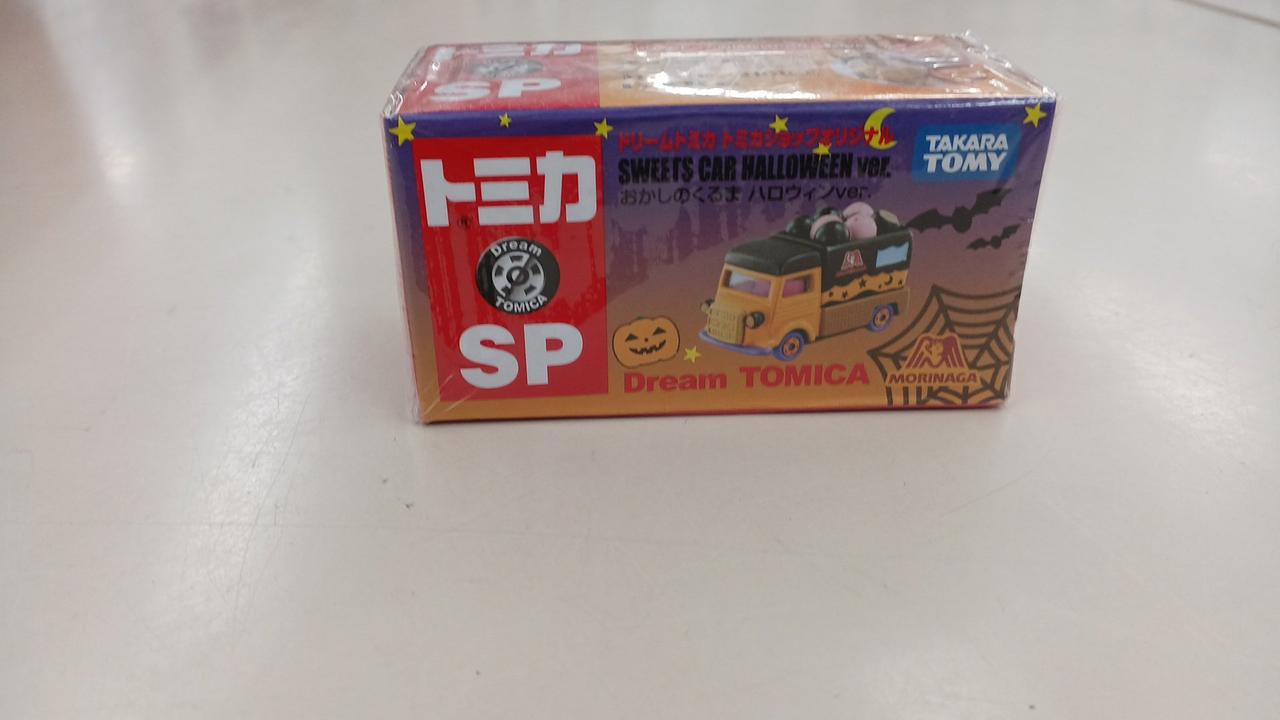 トミカ
SP
トミカ
®
Dream
TOMICA
SP
ドリームトミカ トミカショップオリジナル
SWEETS CAR HALLOWEEN ver.
おかしのくるま ハロウィンver.
TAKARA
TOMY
Dream TOMICA
MORINAGA